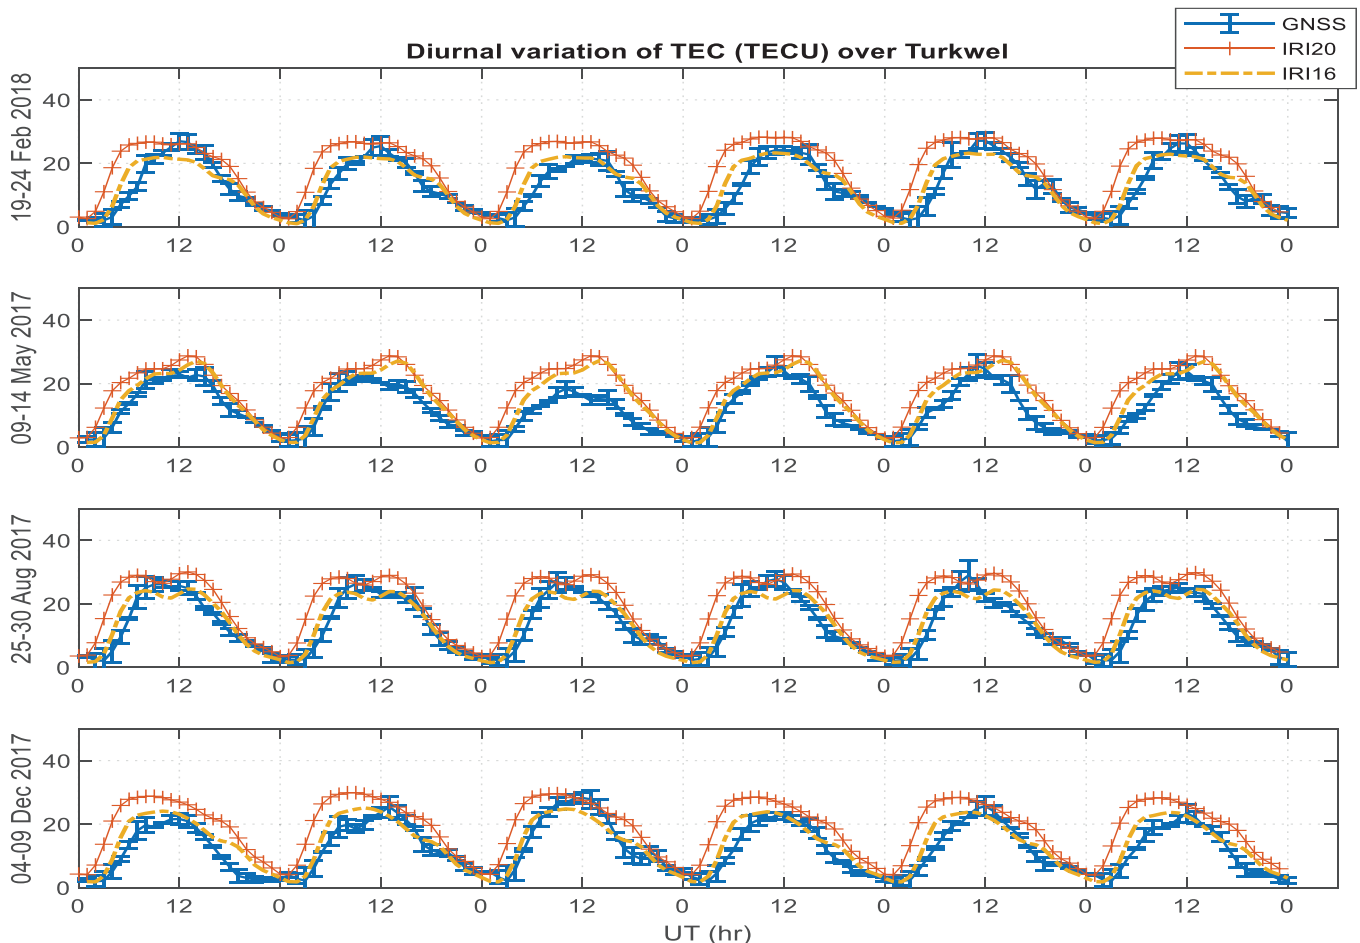 GNSS
IRI20
IRI16
Diurnal variation of TEC (TECU) over Turkwel
19-24 Feb 2018
40
20
0
0 12 0 12 0 12 0 12 0 12 0 12 0
09-14 May 2017
40
20
0
0 12 0 12 0 12 0 12 0 12 0 12 0
25-30 Aug 2017
40
20
0
0 12 0 12 0 12 0 12 0 12 0 12 0
04-09 Dec 2017
40
20
0
0 12 0 12 0 12 0 12 0 12 0 12 0
UT (hr)